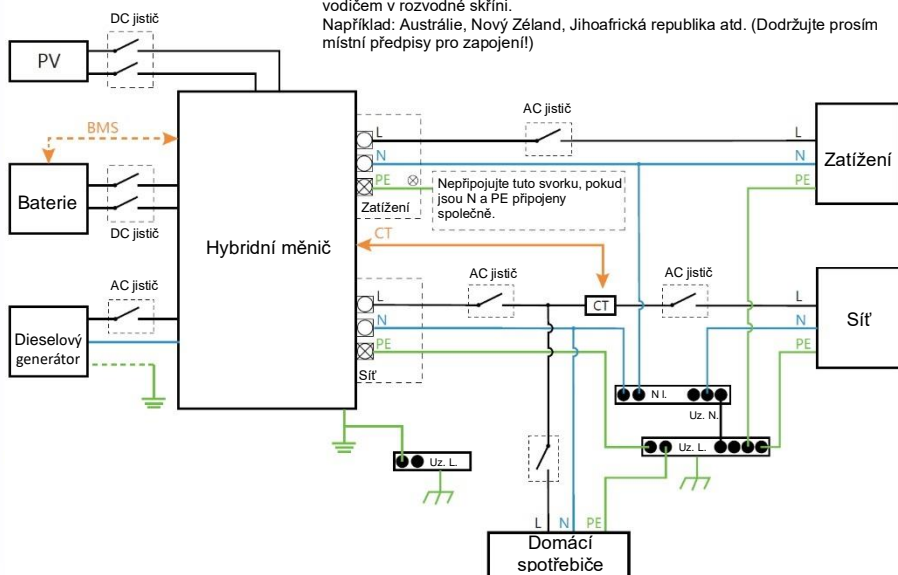 vodičem v rozvodné skříni.
Například: Austrálie, Nový Zéland, Jihoafrická republika atd. (Dodržujte prosím
místní předpisy pro zapojení!)
DC jistič
PV
AC jistič
L
L
N
N
Zatížení
PE
PE
Nepřipojujte tuto svorku, pokud
jsou N a PE připojeny
společně.
Zatížení
BMS
Baterie
DC jistič
Hybridní měnič
CT
AC jistič
AC jistič
AC jistič
L
CT
L
N
N
Síť
PE
PE
Síť
Dieselový
generátor
N l.
Uz. N.
Uz. L.
Uz. L.
L
N
PE
Domácí
spotřebiče